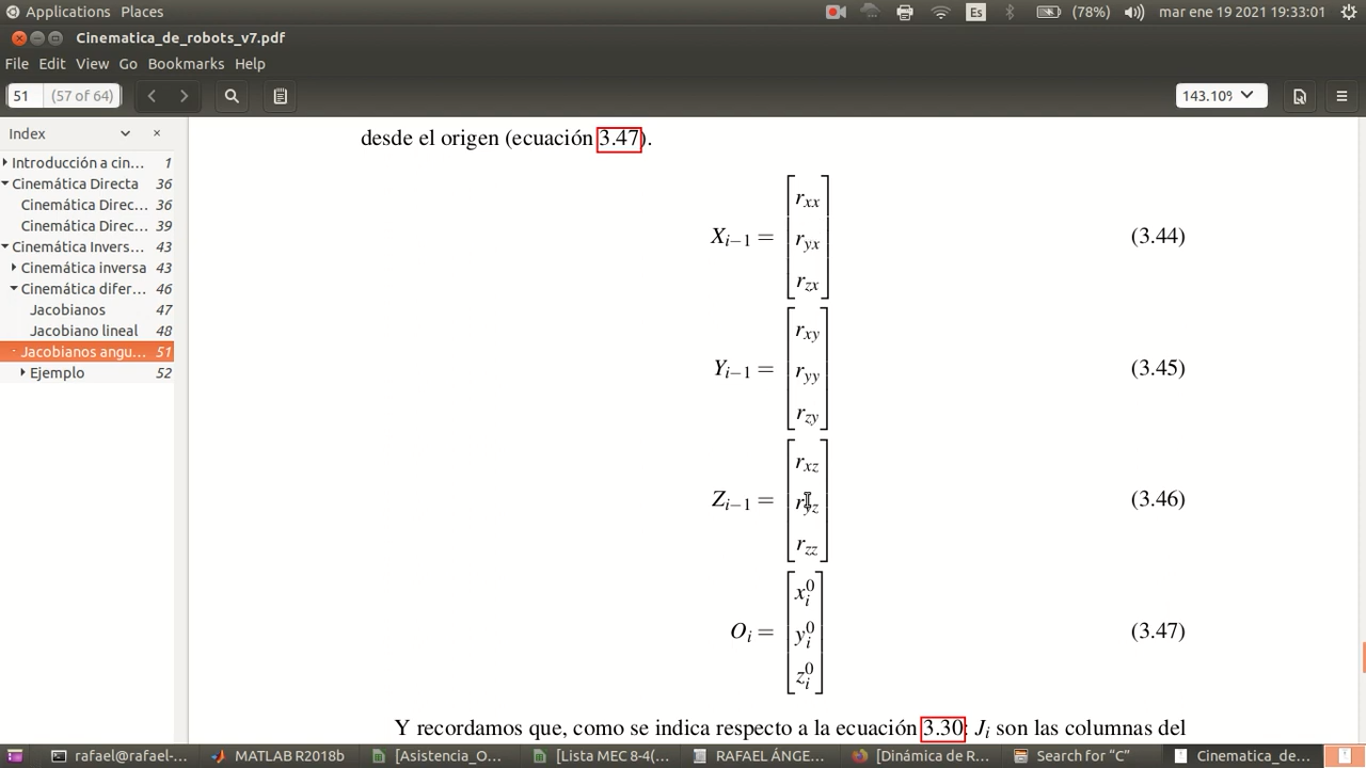 Applications Places Es (78%) mar ene 19 2021 19:33:01
Cinematica_de_robots_v7.pdf
File Edit View Go Bookmarks Help
51 (57 of 64) 143.10%
Index
Introducción a cin... 1
Cinemática Directa 36
Cinemática Direc... 36
Cinemática Direc... 39
Cinemática Invers... 43
Cinemática inversa 43
Cinemática difer... 46
Jacobianos 47
Jacobiano lineal 48
Jacobianos angu... 51
Ejemplo 52
desde el origen (ecuación 3.47).
r_{xx}
X_{i−1} = r_{yx} (3.44)
r_{zx}
r_{xy}
Y_{i−1} = r_{yy} (3.45)
r_{zy}
r_{xz}
Z_{i−1} = r_{yz} (3.46)
r_{zz}
x_i^0
O_i = y_i^0 (3.47)
z_i^0
Y recordamos que, como se indica respecto a la ecuación 3.30: J_i son las columnas del
rafael@rafael-... MATLAB R2018b [Asistencia_O... [Lista MEC 8-4(... RAFAEL ÁNGE... [Dinámica de R... Search for “C” Cinematica_de...